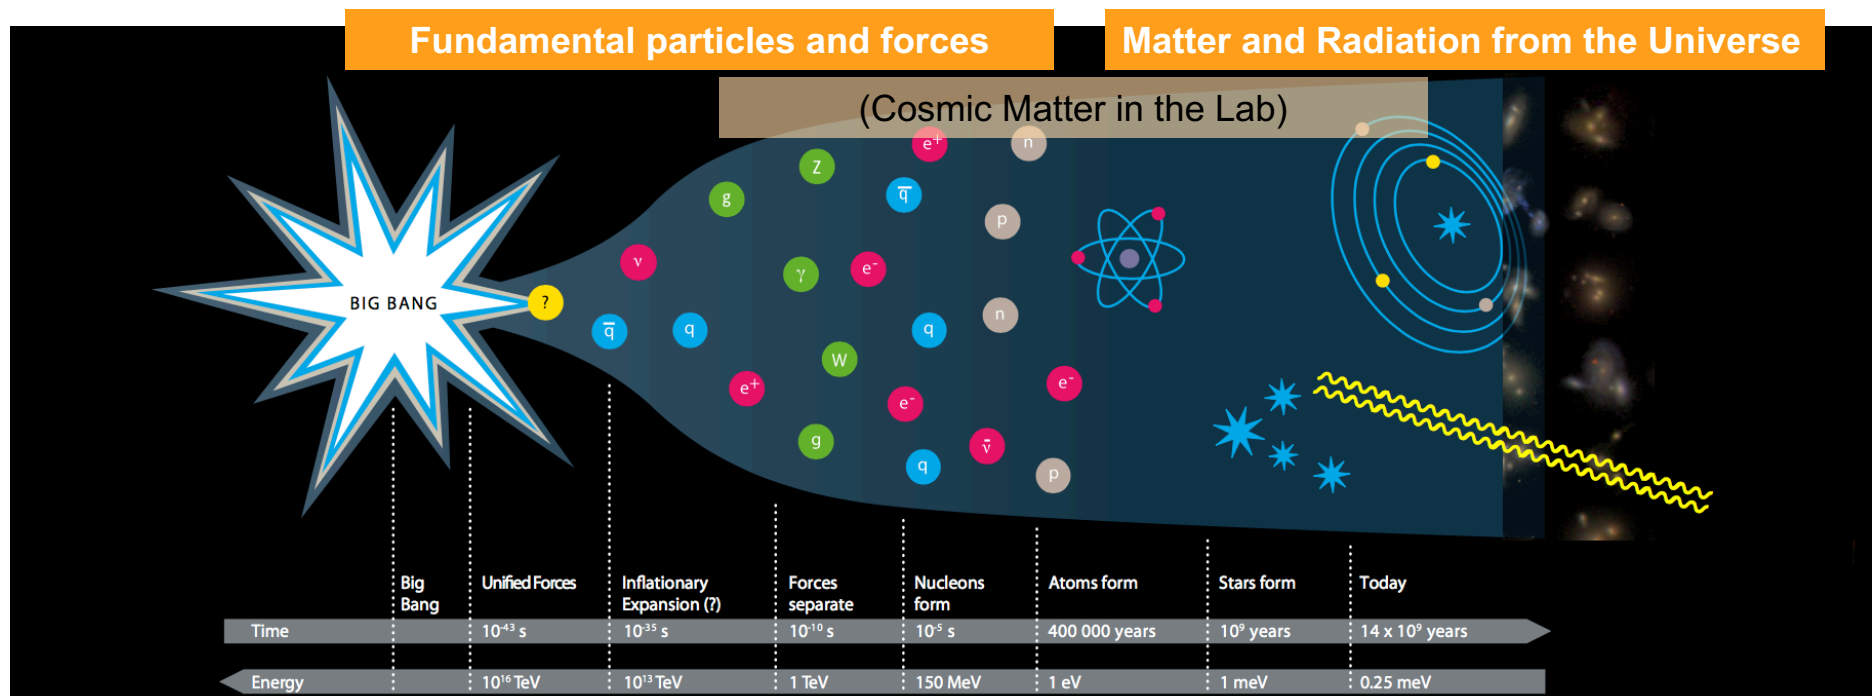 Fundamental particles and forces
Matter and Radiation from the Universe
(Cosmic Matter in the Lab)
e⁺
n
Z
q̅
g
p
ν
γ
e⁻
BIG BANG
?
n
q̅
q
q
W
e⁺
e⁻
e⁻
g
ν̅
q
p
Big Bang
Unified Forces
Inflationary Expansion (?)
Forces separate
Nucleons form
Atoms form
Stars form
Today
Time 10⁻⁴³ s 10⁻³⁵ s 10⁻¹⁰ s 10⁻⁵ s 400 000 years 10⁹ years 14 x 10⁹ years
Energy 10¹⁶ TeV 10¹³ TeV 1 TeV 150 MeV 1 eV 1 meV 0.25 meV